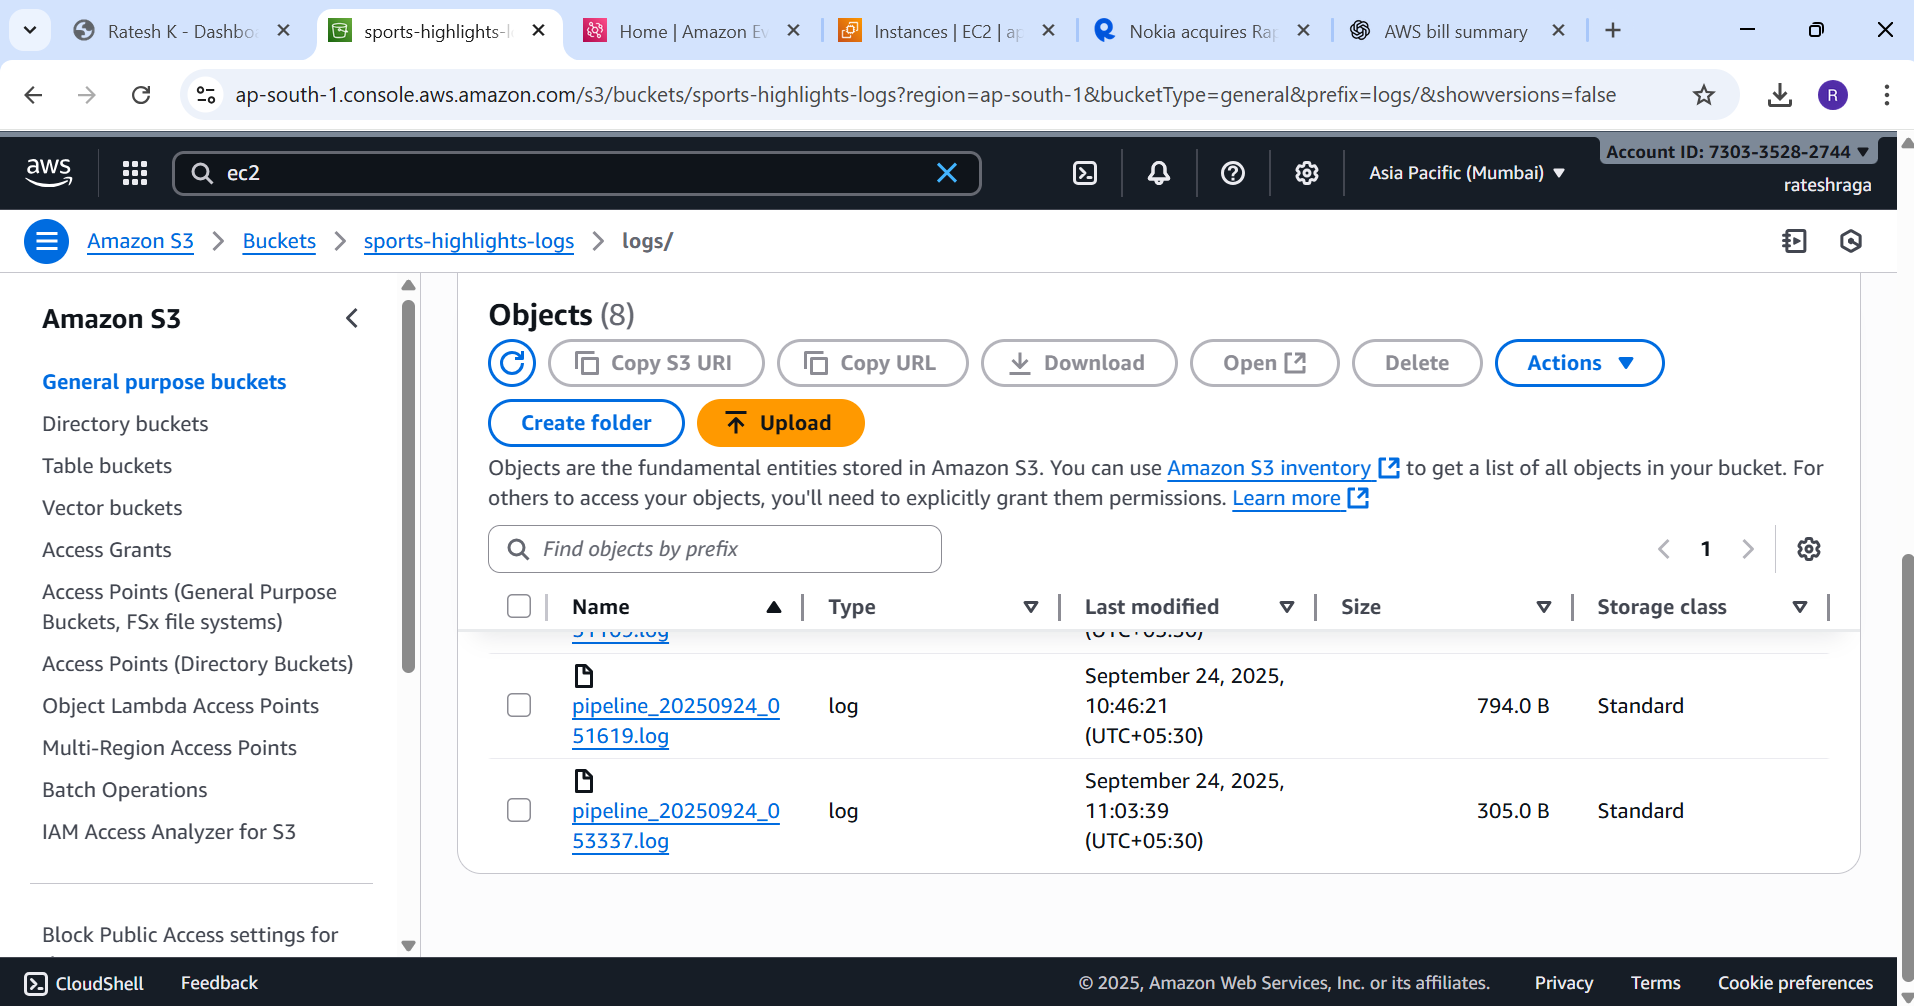 Ratesh K - Dashbo
sports-highlights-l
Home | Amazon Ev
Instances | EC2 | ap
Nokia acquires Rap
AWS bill summary
ap-south-1.console.aws.amazon.com/s3/buckets/sports-highlights-logs?region=ap-south-1&bucketType=general&prefix=logs/&showversions=false
R
aws
ec2
Asia Pacific (Mumbai)
Account ID: 7303-3528-2744
rateshraga
Amazon S3
Buckets
sports-highlights-logs
logs/
Amazon S3
General purpose buckets
Directory buckets
Table buckets
Vector buckets
Access Grants
Access Points (General Purpose
Buckets, FSx file systems)
Access Points (Directory Buckets)
Object Lambda Access Points
Multi-Region Access Points
Batch Operations
IAM Access Analyzer for S3
Block Public Access settings for
Objects (8)
Copy S3 URI
Copy URL
Download
Open
Delete
Actions
Create folder
Upload
Objects are the fundamental entities stored in Amazon S3. You can use Amazon S3 inventory to get a list of all objects in your bucket. For
others to access your objects, you'll need to explicitly grant them permissions. Learn more
Find objects by prefix
1
Name
Type
Last modified
Size
Storage class
51109.log
(UTC+05:30)
pipeline_20250924_0
51619.log
log
September 24, 2025,
10:46:21
(UTC+05:30)
794.0 B
Standard
pipeline_20250924_0
53337.log
log
September 24, 2025,
11:03:39
(UTC+05:30)
305.0 B
Standard
CloudShell
Feedback
© 2025, Amazon Web Services, Inc. or its affiliates.
Privacy
Terms
Cookie preferences